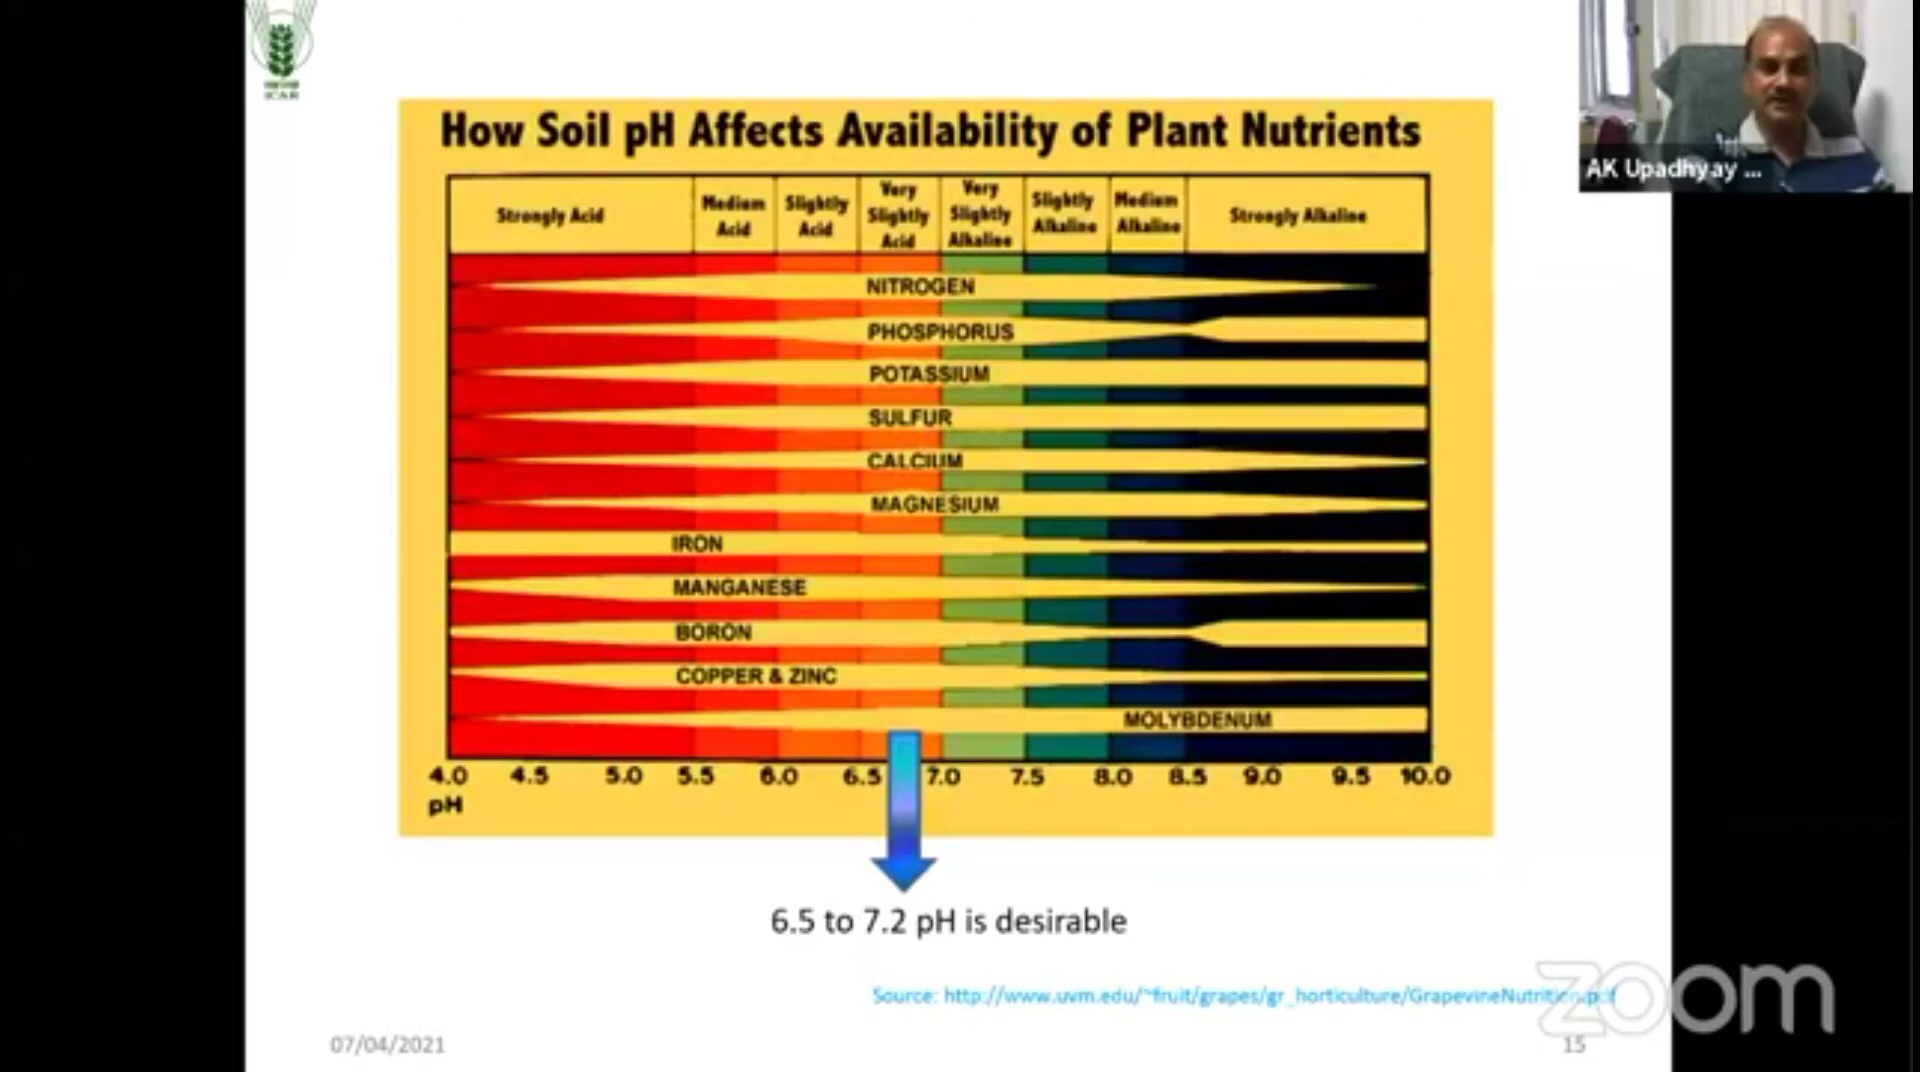 ICAR
AK Upadhyay ...
How Soil pH Affects Availability of Plant Nutrients
Strongly Acid
Medium Acid
Slightly Acid
Very Slightly Acid
Very Slightly Alkaline
Slightly Alkaline
Medium Alkaline
Strongly Alkaline
NITROGEN
PHOSPHORUS
POTASSIUM
SULFUR
CALCIUM
MAGNESIUM
IRON
MANGANESE
BORON
COPPER & ZINC
MOLYBDENUM
4.0 4.5 5.0 5.5 6.0 6.5 7.0 7.5 8.0 8.5 9.0 9.5 10.0
pH
6.5 to 7.2 pH is desirable
Source: http://www.uvm.edu/~fruit/grapes/gr_horticulture/GrapevineNutrition.pdf
zoom
07/04/2021
15